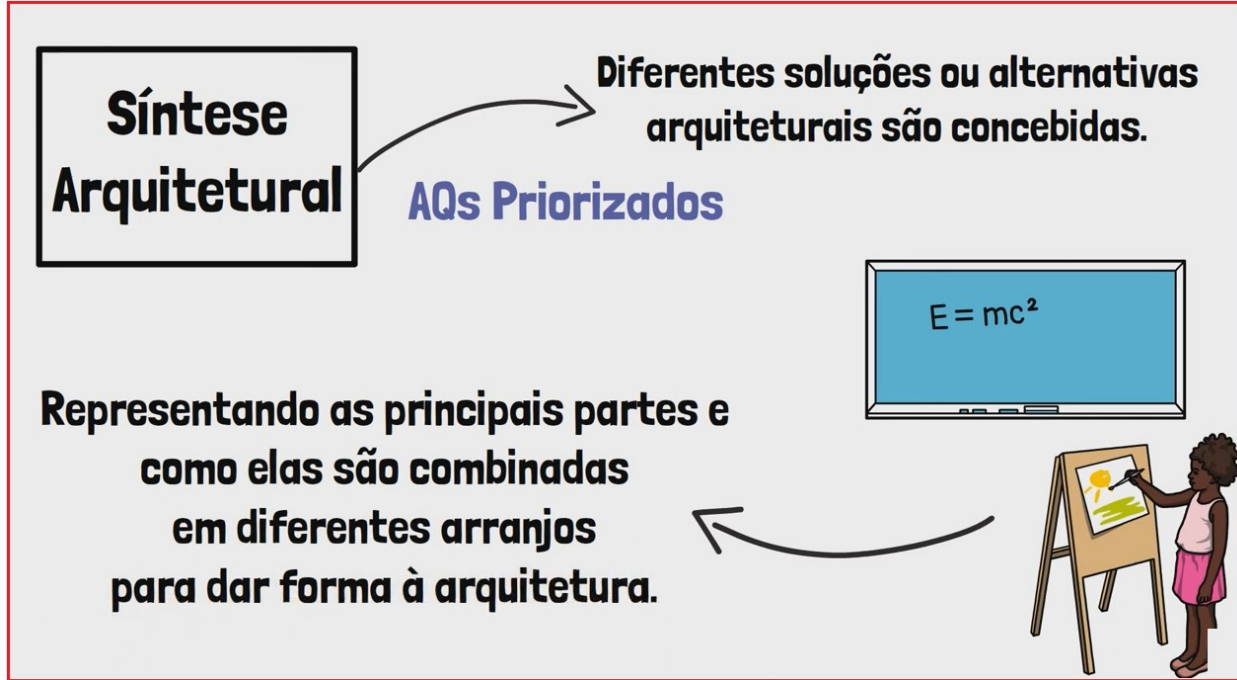 Síntese
Arquitetural
Diferentes soluções ou alternativas
arquiteturais são concebidas.
AQs Priorizados
E = mc²
Representando as principais partes e
como elas são combinadas
em diferentes arranjos
para dar forma à arquitetura.